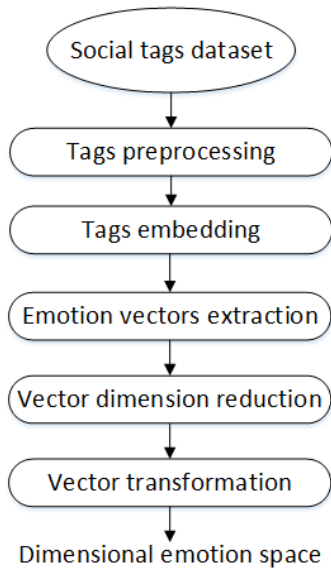 Social tags dataset
Tags preprocessing
Tags embedding
Emotion vectors extraction
Vector dimension reduction
Vector transformation
Dimensional emotion space